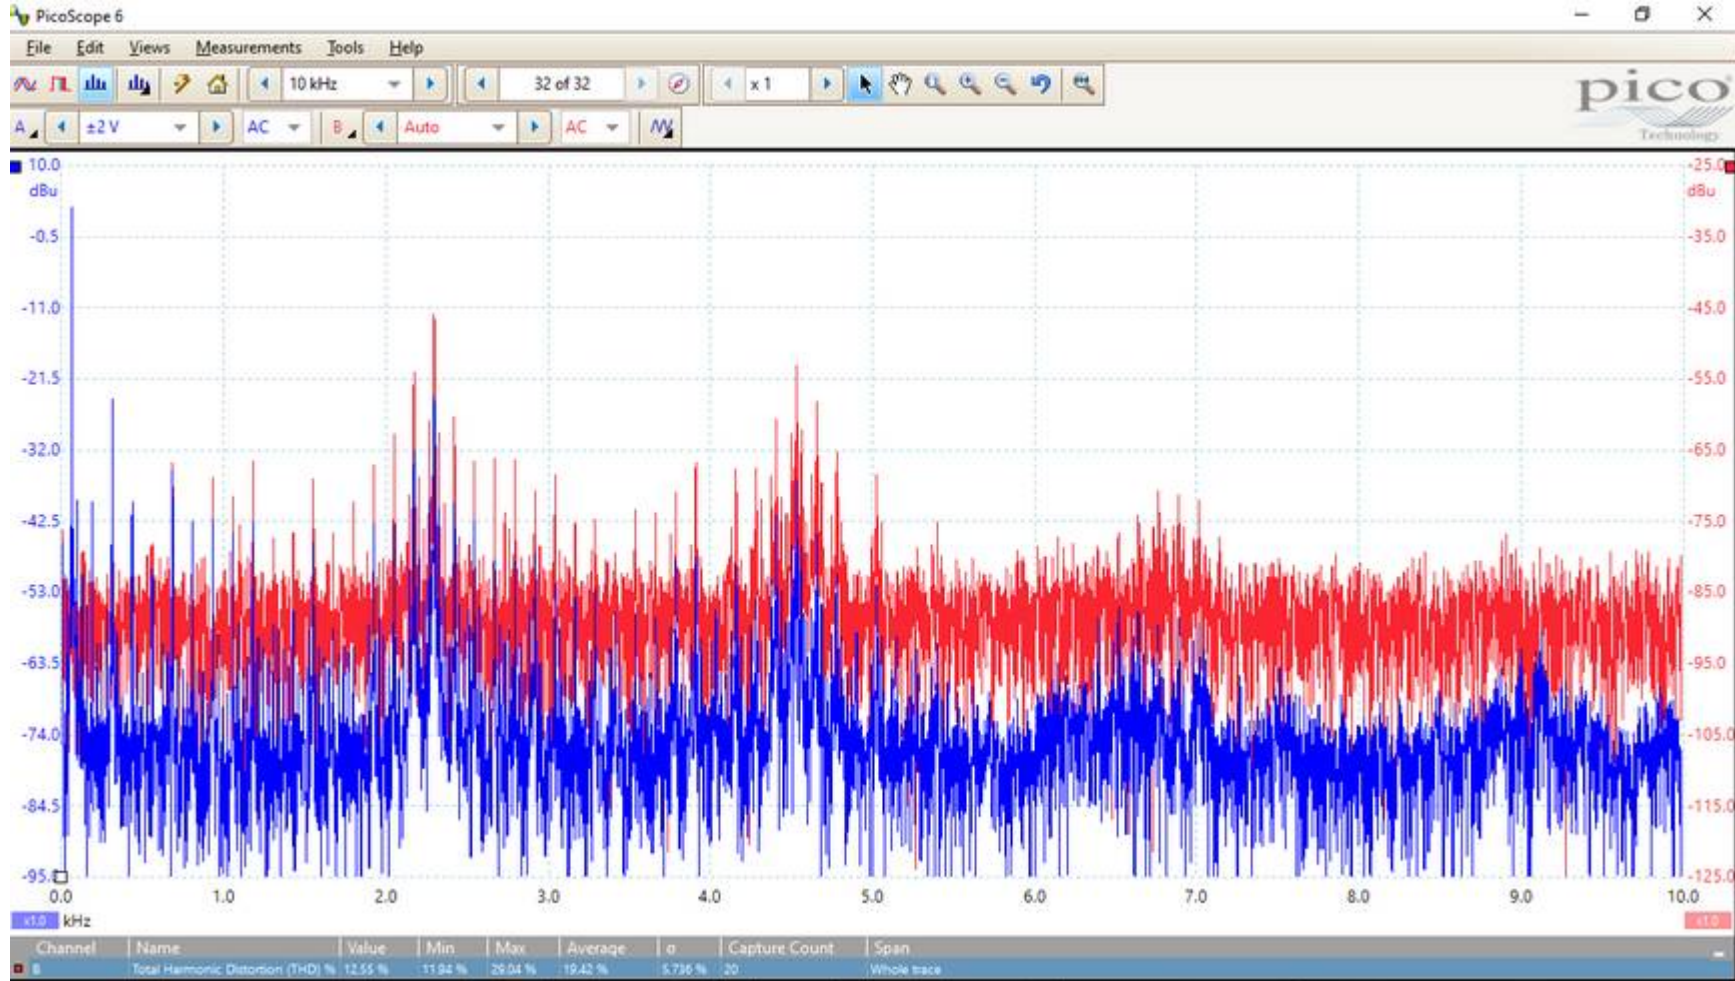 PicoScope 6
File Edit Views Measurements Tools Help
10 kHz 32 of 32 x 1
pico
Technology
A ±2 V AC B Auto AC
10.0 -25.0
dBu dBu
-0.5 -35.0
-11.0 -45.0
-21.5 -55.0
-32.0 -65.0
-42.5 -75.0
-53.0 -85.0
-63.5 -95.0
-74.0 -105.0
-84.5 -115.0
-95.0 -125.0
0.0 1.0 2.0 3.0 4.0 5.0 6.0 7.0 8.0 9.0 10.0
x1.0 kHz x1.0
Channel Name Value Min Max Average σ Capture Count Span
B Total Harmonic Distortion (THD) % 12.55 % 11.94 % 29.04 % 19.42 % 5.736 % 20 Whole trace